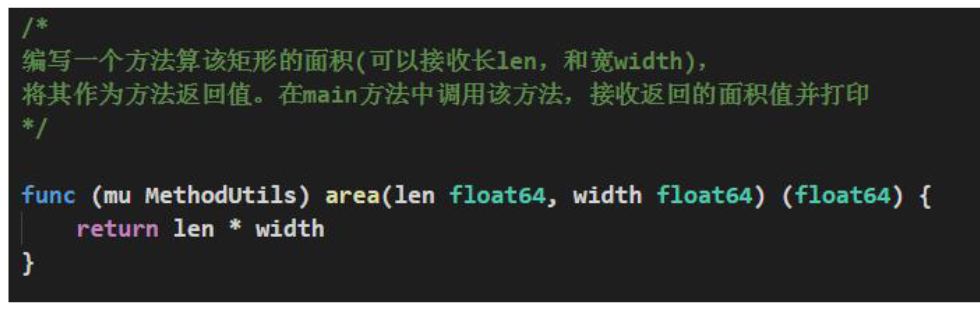 /*
编写一个方法算该矩形的面积(可以接收长len，和宽width)，
将其作为方法返回值。在main方法中调用该方法，接收返回的面积值并打印
*/
func (mu MethodUtils) area(len float64, width float64) (float64) {
    return len * width
}